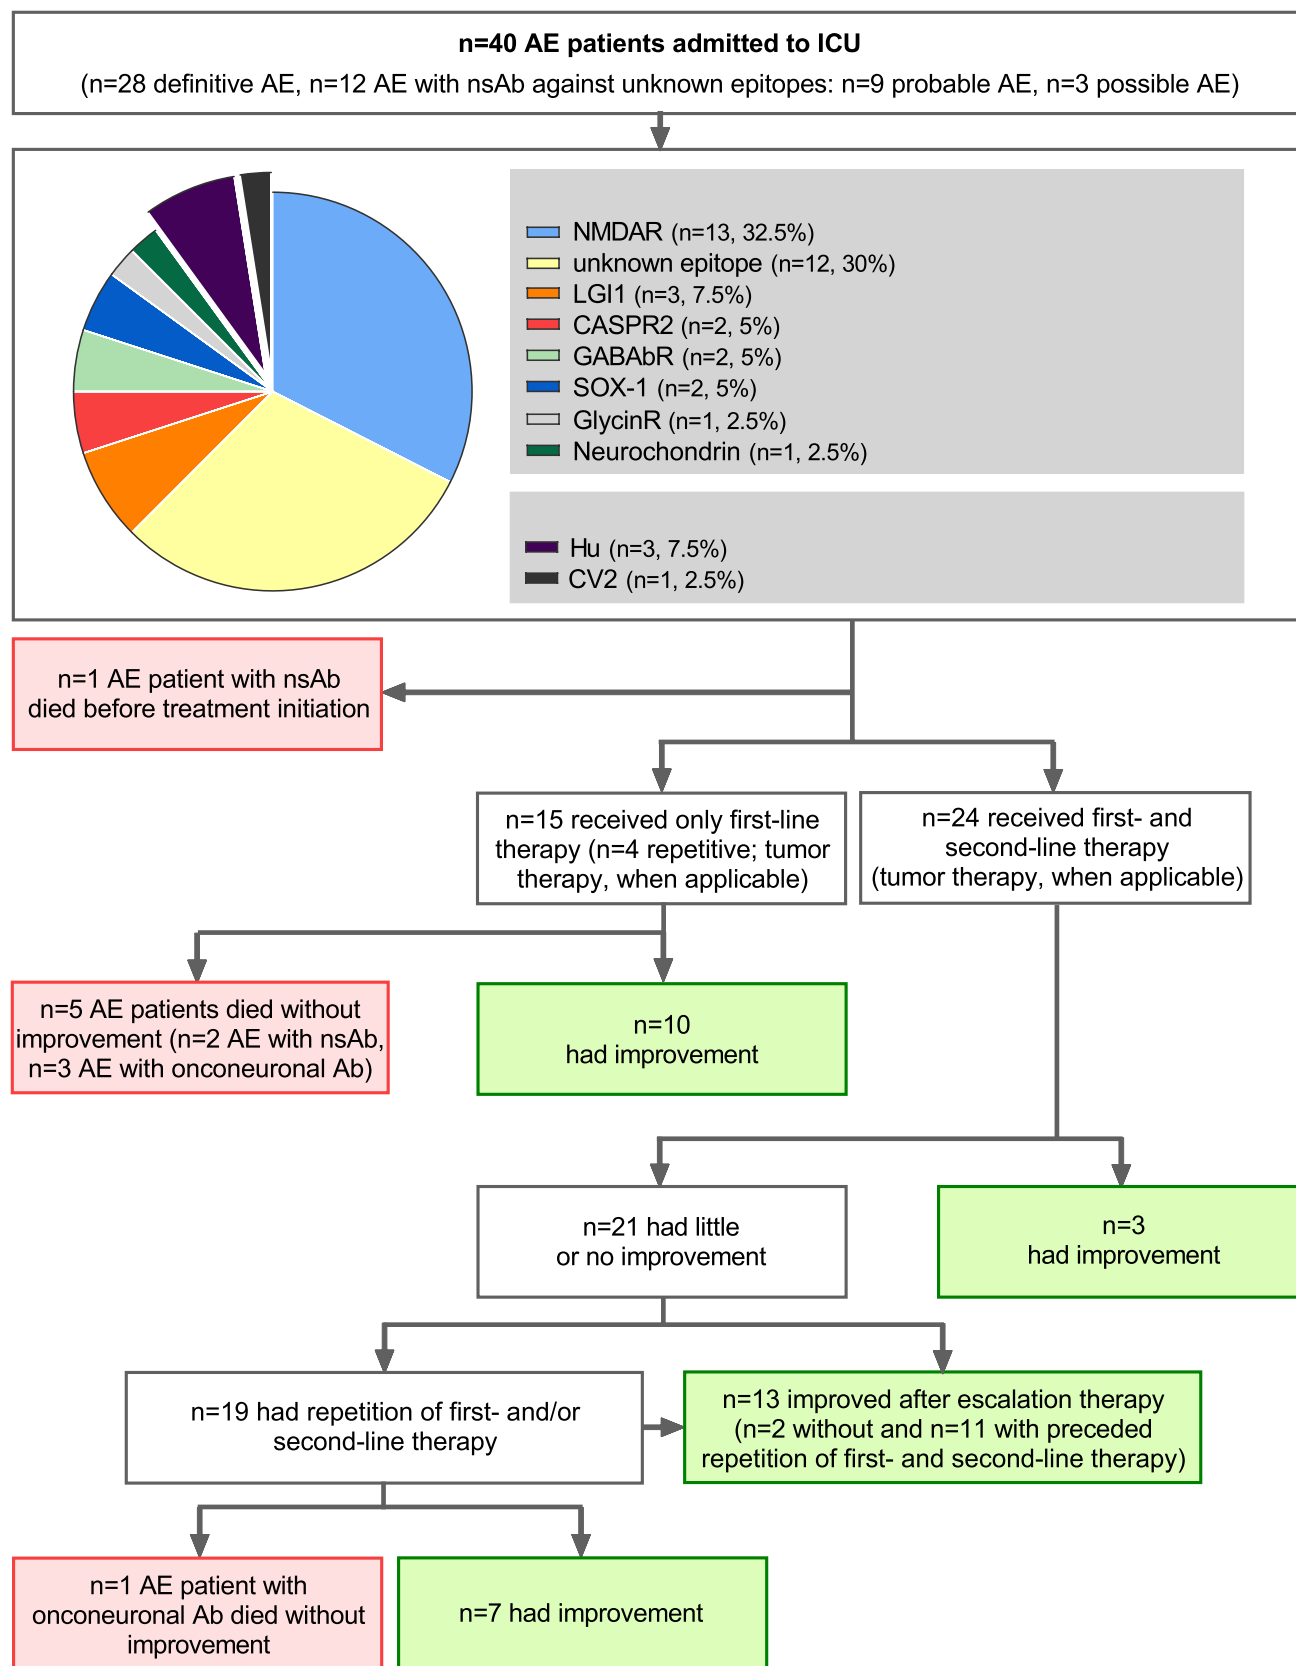 n=40 AE patients admitted to ICU
(n=28 definitive AE, n=12 AE with nsAb against unknown epitopes: n=9 probable AE, n=3 possible AE)
NMDAR (n=13, 32.5%)
unknown epitope (n=12, 30%)
LGI1 (n=3, 7.5%)
CASPR2 (n=2, 5%)
GABAbR (n=2, 5%)
SOX-1 (n=2, 5%)
GlycinR (n=1, 2.5%)
Neurochondrin (n=1, 2.5%)
Hu (n=3, 7.5%)
CV2 (n=1, 2.5%)
n=1 AE patient with nsAb
died before treatment initiation
n=15 received only first-line
therapy (n=4 repetitive; tumor
therapy, when applicable)
n=24 received first- and
second-line therapy
(tumor therapy, when applicable)
n=5 AE patients died without
improvement (n=2 AE with nsAb,
n=3 AE with onconeuronal Ab)
n=10
had improvement
n=21 had little
or no improvement
n=3
had improvement
n=19 had repetition of first- and/or
second-line therapy
n=13 improved after escalation therapy
(n=2 without and n=11 with preceded
repetition of first- and second-line therapy)
n=1 AE patient with
onconeuronal Ab died without
improvement
n=7 had improvement